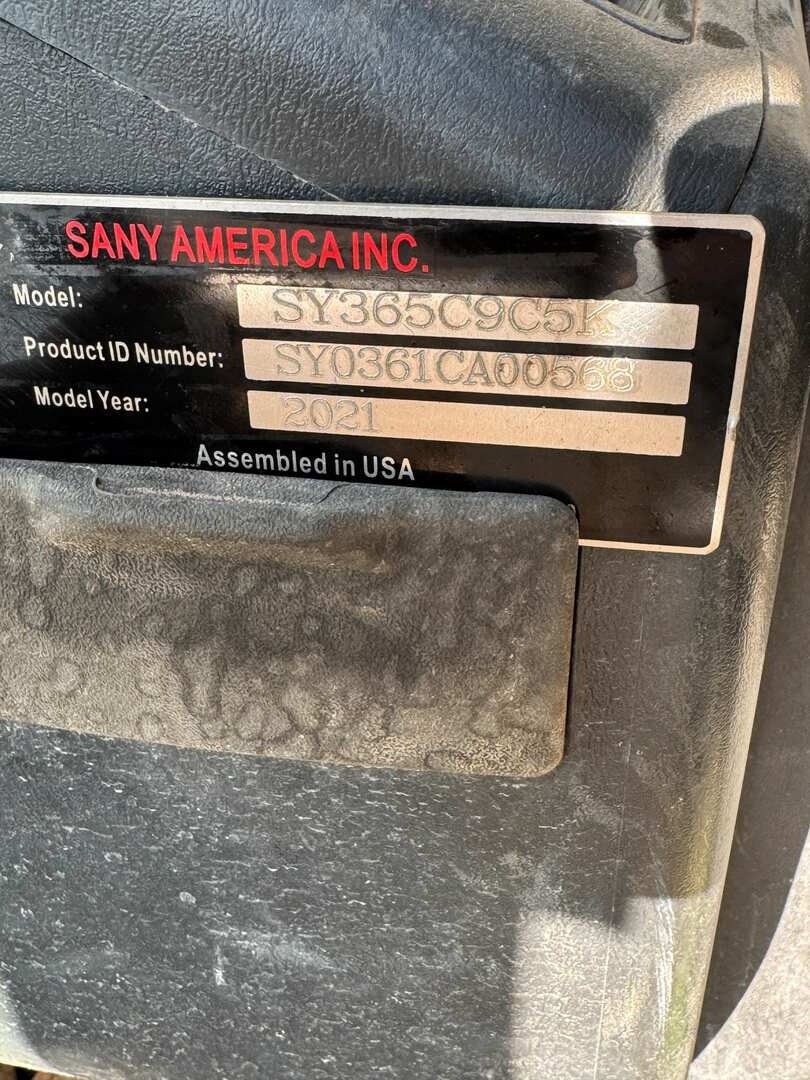 SANY AMERICA INC.
Model: SY365C9C5K
Product ID Number: SY0361CA00568
Model Year: 2021
Assembled in USA